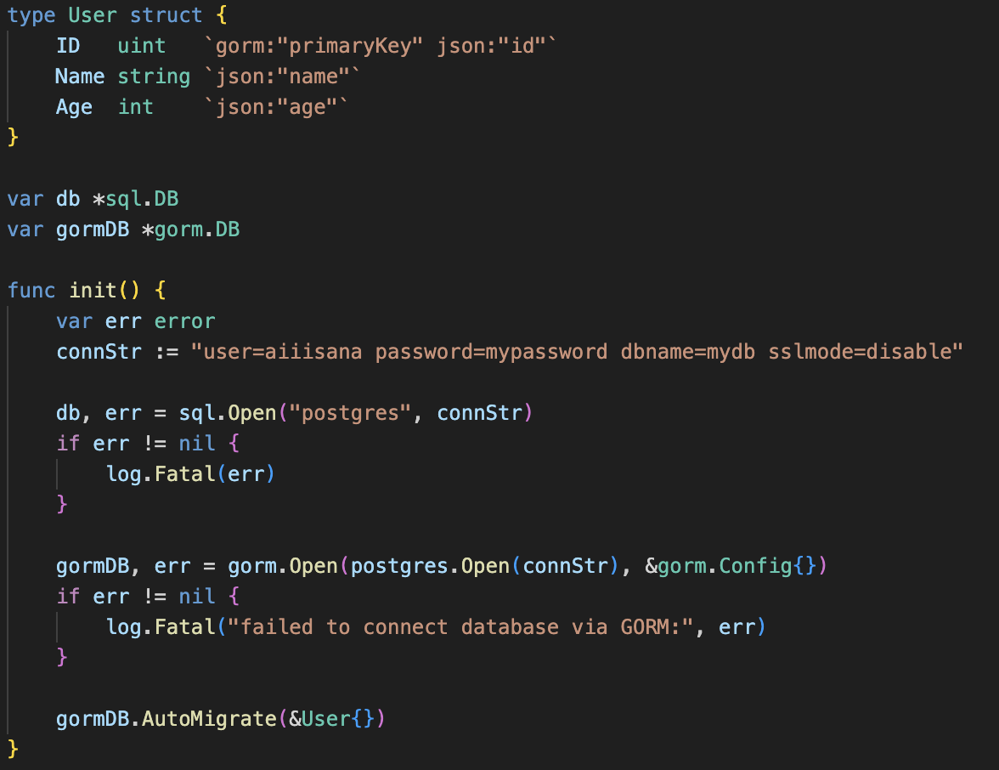 type User struct {
    ID   uint   `gorm:"primaryKey" json:"id"`
    Name string `json:"name"`
    Age  int    `json:"age"`
}

var db *sql.DB
var gormDB *gorm.DB

func init() {
    var err error
    connStr := "user=aiiisana password=mypassword dbname=mydb sslmode=disable"

    db, err = sql.Open("postgres", connStr)
    if err != nil {
        log.Fatal(err)
    }

    gormDB, err = gorm.Open(postgres.Open(connStr), &gorm.Config{})
    if err != nil {
        log.Fatal("failed to connect database via GORM:", err)
    }

    gormDB.AutoMigrate(&User{})
}